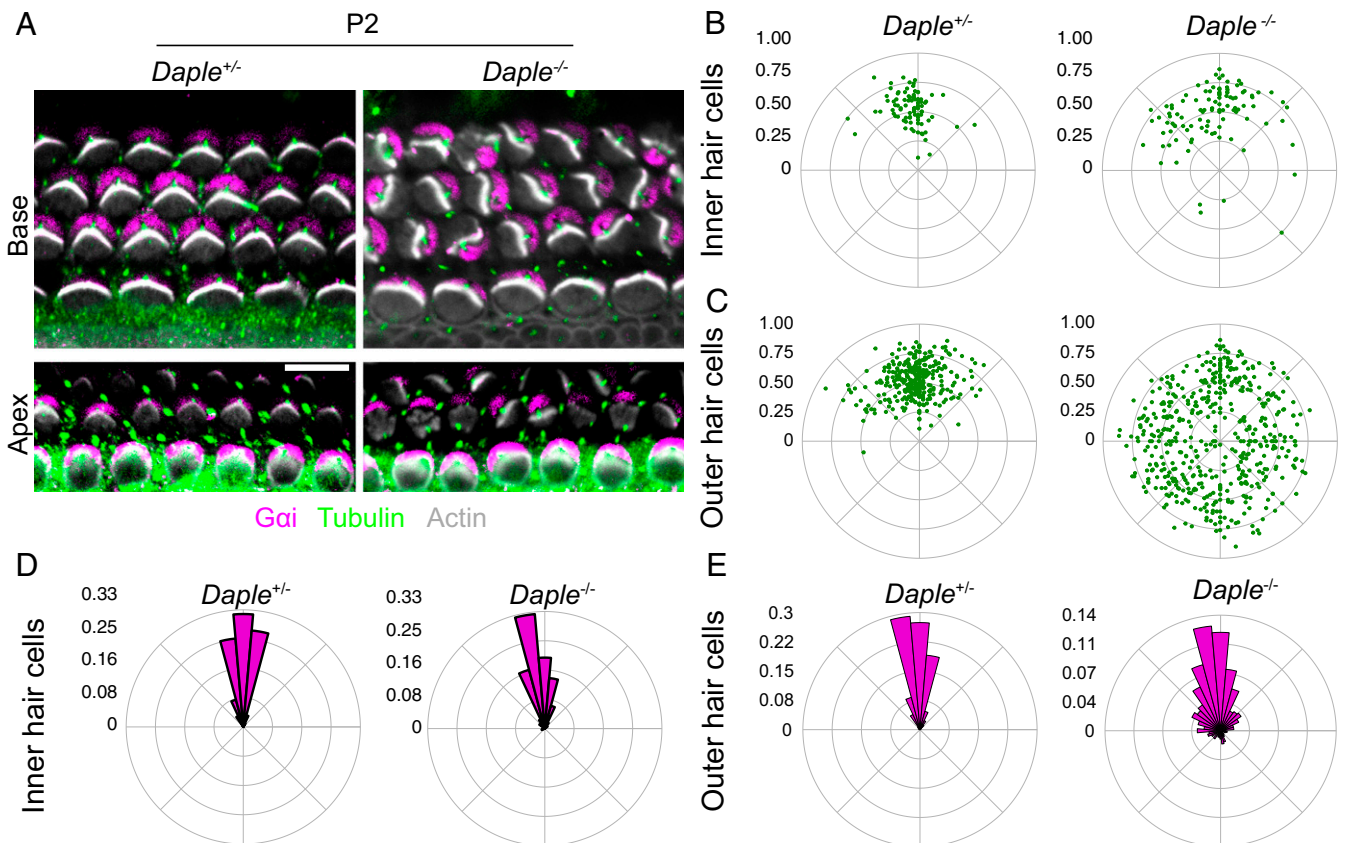 A
P2
Daple+/-
Daple-/-
Base
Apex
Gαi Tubulin Actin
B
Daple+/-
Daple-/-
Inner hair cells
1.00
0.75
0.50
0.25
0
1.00
0.75
0.50
0.25
0
C
Outer hair cells
1.00
0.75
0.50
0.25
0
1.00
0.75
0.50
0.25
0
D
Daple+/-
Daple-/-
Inner hair cells
0.33
0.25
0.16
0.08
0
0.33
0.25
0.16
0.08
0
E
Daple+/-
Daple-/-
Outer hair cells
0.3
0.22
0.15
0.08
0
0.14
0.11
0.07
0.04
0